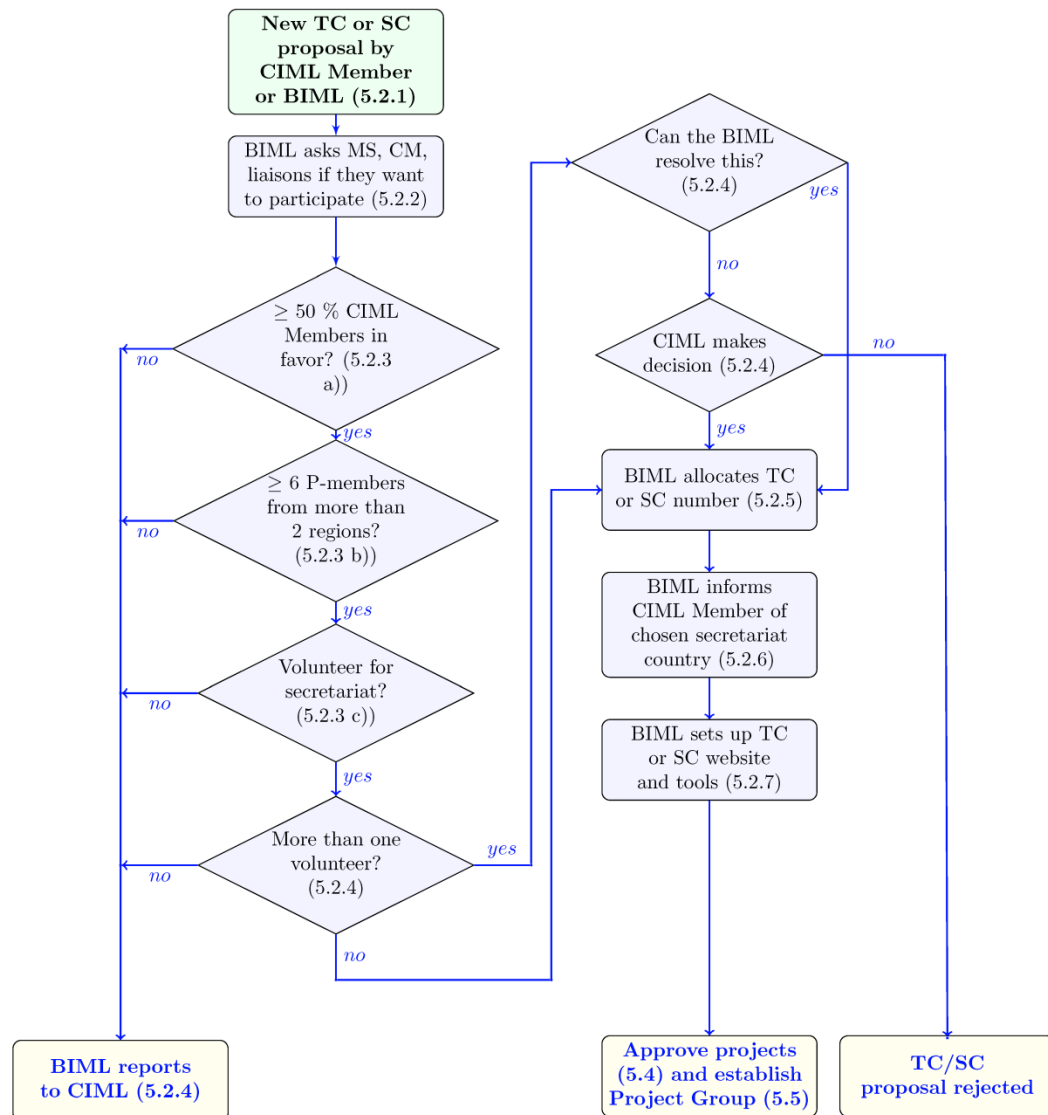 New TC or SC
proposal by
CIML Member
or BIML (5.2.1)
BIML asks MS, CM,
liaisons if they want
to participate (5.2.2)
≥ 50 % CIML
Members in
favor? (5.2.3
a))
no
yes
≥ 6 P-members
from more than
2 regions?
(5.2.3 b))
no
yes
Volunteer for
secretariat?
(5.2.3 c))
no
yes
More than one
volunteer?
(5.2.4)
no
yes
no
BIML reports
to CIML (5.2.4)
Can the BIML
resolve this?
(5.2.4)
yes
no
CIML makes
decision (5.2.4)
no
yes
BIML allocates TC
or SC number (5.2.5)
BIML informs
CIML Member of
chosen secretariat
country (5.2.6)
BIML sets up TC
or SC website
and tools (5.2.7)
Approve projects
(5.4) and establish
Project Group (5.5)
TC/SC
proposal rejected